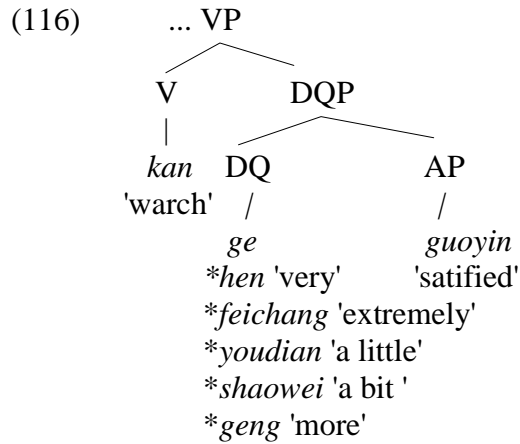 (116) ... VP
V DQP
kan DQ AP
'warch'
ge guoyin
*hen 'very' 'satified'
*feichang 'extremely'
*youdian 'a little'
*shaowei 'a bit '
*geng 'more'